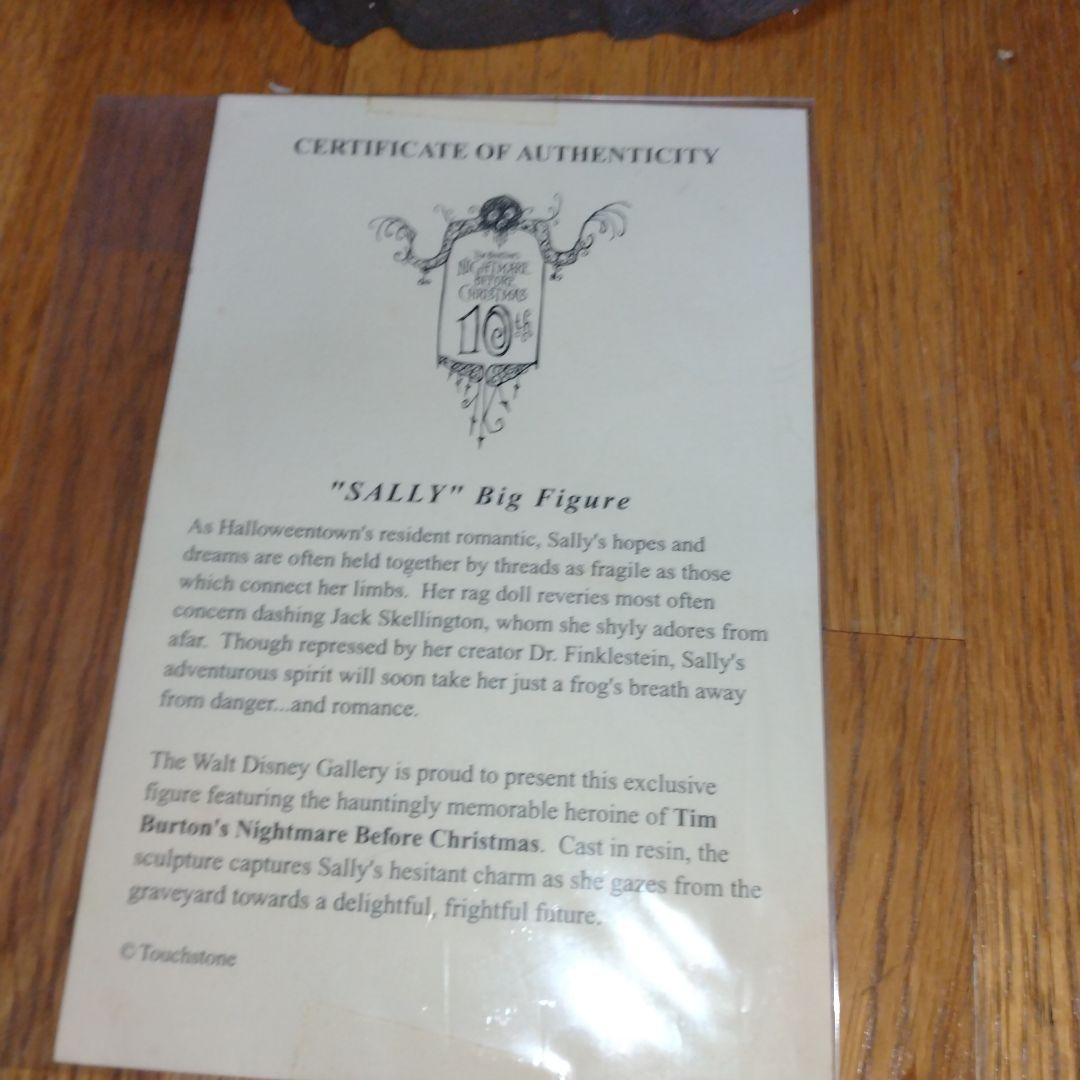 CERTIFICATE OF AUTHENTICITY
Tim Burton's
NIGHTMARE
BEFORE
CHRISTMAS
10th
"SALLY" Big Figure
As Halloweentown's resident romantic, Sally's hopes and
dreams are often held together by threads as fragile as those
which connect her limbs. Her rag doll reveries most often
concern dashing Jack Skellington, whom she shyly adores from
afar. Though repressed by her creator Dr. Finklestein, Sally's
adventurous spirit will soon take her just a frog's breath away
from danger...and romance.
The Walt Disney Gallery is proud to present this exclusive
figure featuring the hauntingly memorable heroine of Tim
Burton's Nightmare Before Christmas. Cast in resin, the
sculpture captures Sally's hesitant charm as she gazes from the
graveyard towards a delightful, frightful future.
© Touchstone